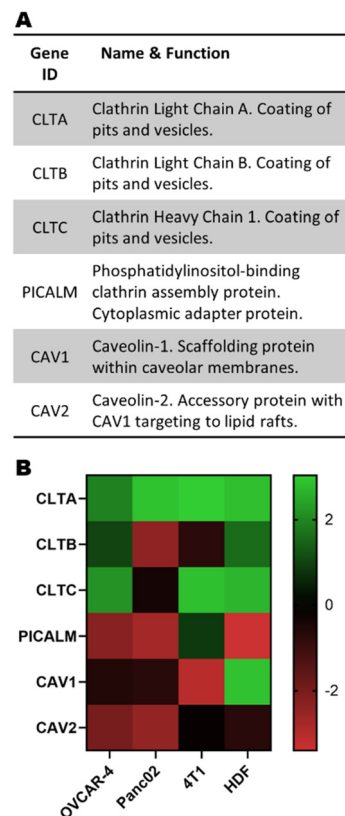 A
Gene
ID
Name & Function
CLTA
Clathrin Light Chain A. Coating of
pits and vesicles.
CLTB
Clathrin Light Chain B. Coating of
pits and vesicles.
CLTC
Clathrin Heavy Chain 1. Coating of
pits and vesicles.
PICALM
Phosphatidylinositol-binding
clathrin assembly protein.
Cytoplasmic adapter protein.
CAV1
Caveolin-1. Scaffolding protein
within caveolar membranes.
CAV2
Caveolin-2. Accessory protein with
CAV1 targeting to lipid rafts.
B
CLTA
CLTB
CLTC
PICALM
CAV1
CAV2
2
0
-2
OVCAR-4
Panc02
4T1
HDF